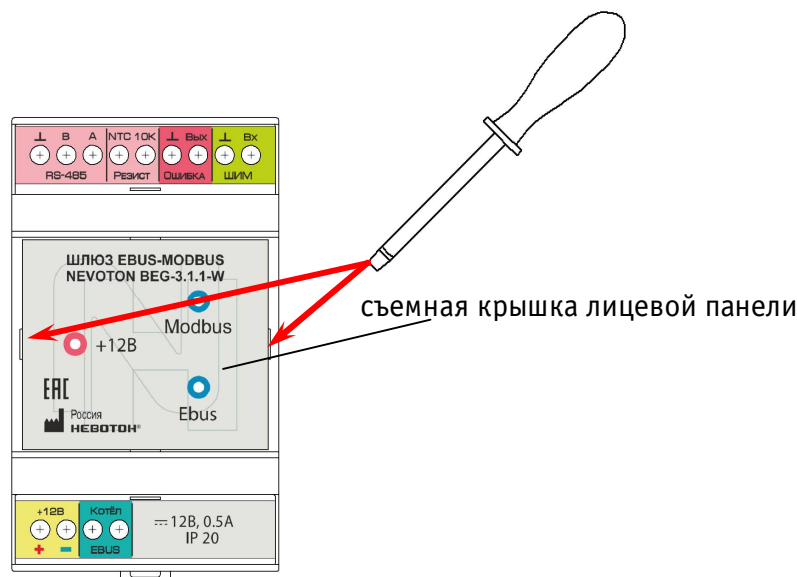 ⊥ В А NTC 10K ⊥ Вых ⊥ Вх
RS-485 Резист Ошибка ШИМ
ШЛЮЗ EBUS-MODBUS
NEVOTON BEG-3.1.1-W
Modbus
съемная крышка лицевой панели
+12В
ЕАС
Ebus
Россия
НЕВОТОН®
+12В Котёл
⎓ 12В, 0.5А
IP 20
+ − EBUS